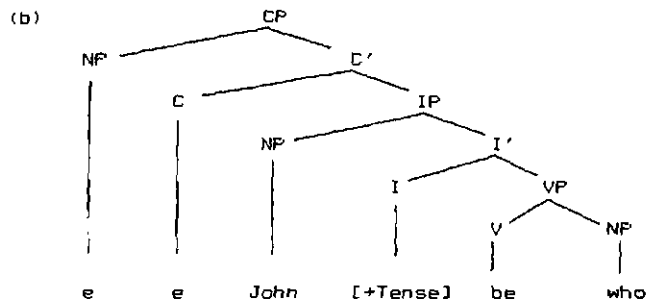 (b) CP
NP C'
C IP
NP I'
I VP
V NP
e e John [+Tense] be who